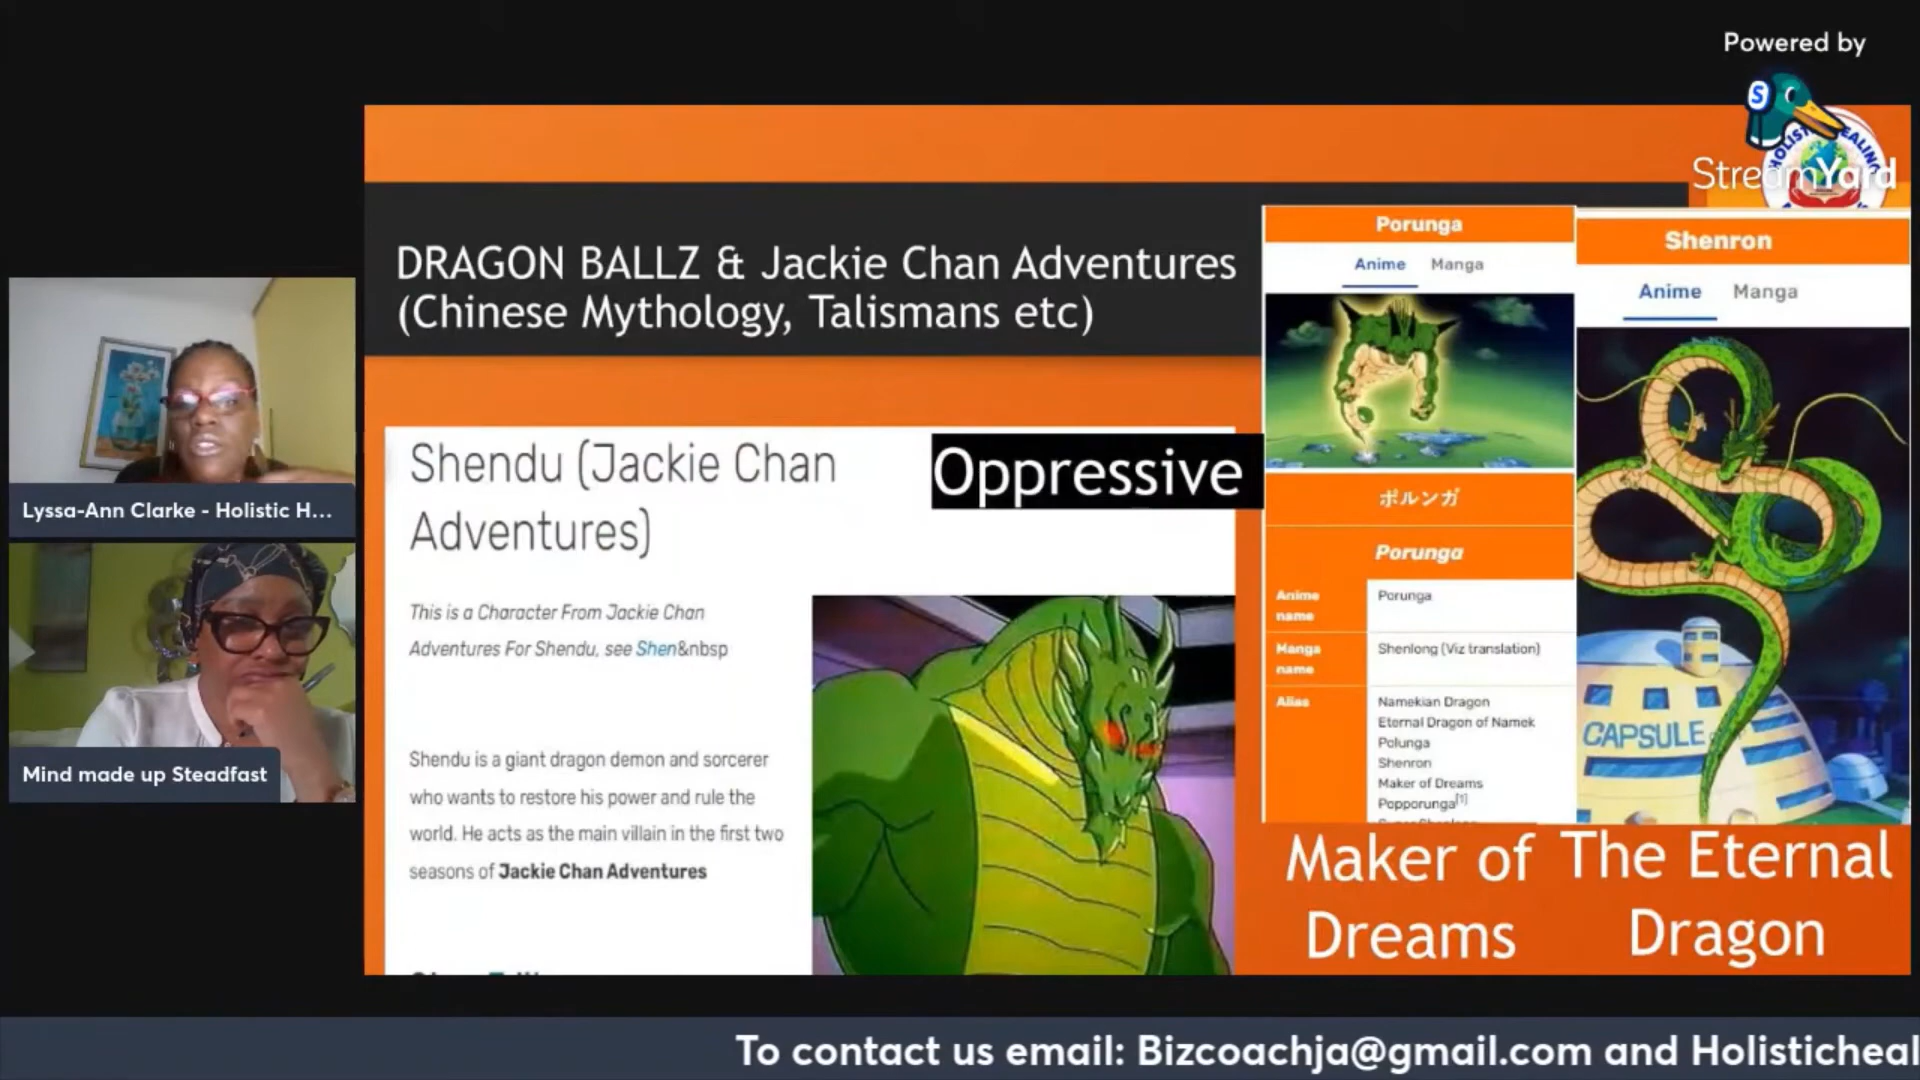 Powered by
StreamYard
DRAGON BALLZ & Jackie Chan Adventures
(Chinese Mythology, Talismans etc)
Porunga
Anime Manga
Shenron
Anime Manga
Shendu (Jackie Chan
Adventures)
Oppressive
This is a Character From Jackie Chan
Adventures For Shendu, see Shen&nbsp
Shendu is a giant dragon demon and sorcerer
who wants to restore his power and rule the
world. He acts as the main villain in the first two
seasons of Jackie Chan Adventures
ポルンガ
Porunga
Anime
name
Porunga
Manga
name
Shenlong (Viz translation)
Alias
Namekian Dragon
Eternal Dragon of Namek
Polunga
Shenron
Maker of Dreams
Popporunga[1]
CAPSULE
Maker of
Dreams
The Eternal
Dragon
Lyssa-Ann Clarke - Holistic H...
Mind made up Steadfast
To contact us email: Bizcoachja@gmail.com and Holisticheal